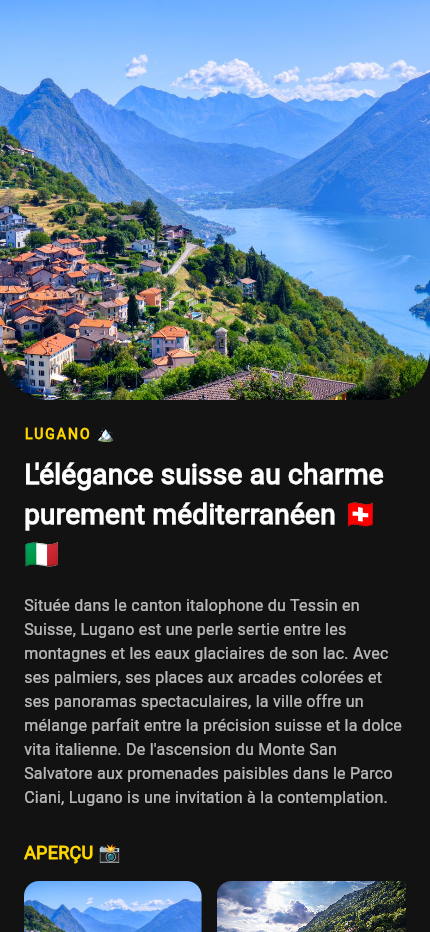 LUGANO 🏔️
L'élégance suisse au charme
purement méditerranéen 🇨🇭
🇮🇹
Située dans le canton italophone du Tessin en
Suisse, Lugano est une perle sertie entre les
montagnes et les eaux glaciaires de son lac. Avec
ses palmiers, ses places aux arcades colorées et
ses panoramas spectaculaires, la ville offre un
mélange parfait entre la précision suisse et la dolce
vita italienne. De l'ascension du Monte San
Salvatore aux promenades paisibles dans le Parco
Ciani, Lugano is une invitation à la contemplation.
APERÇU 📸